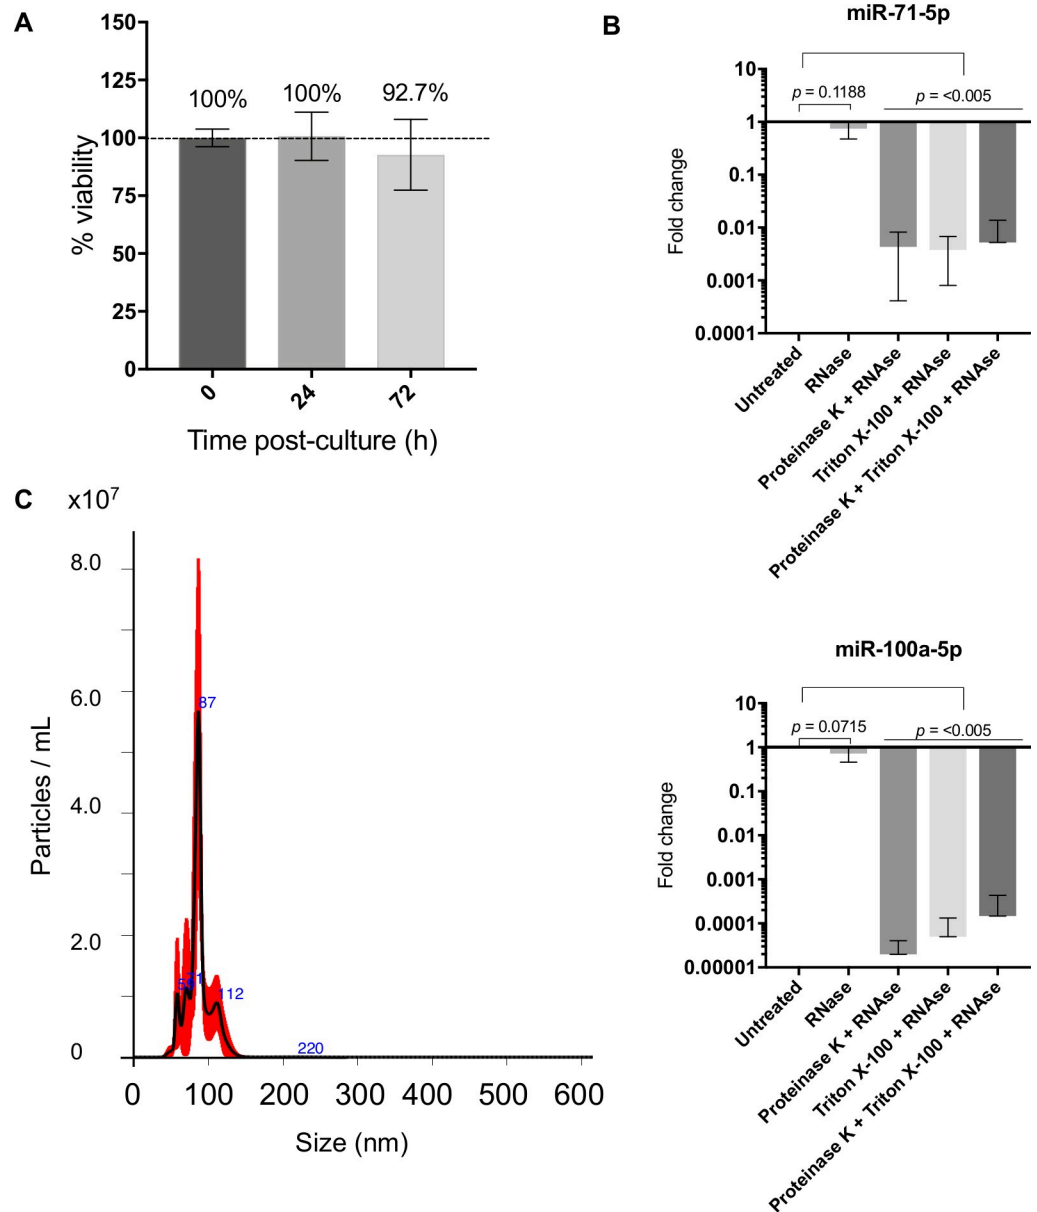 A
150
125
100
75
50
25
0
100%
100%
92.7%
% viability
0
24
72
Time post-culture (h)
B
miR-71-5p
10
1
0.1
0.01
0.001
0.0001
p = 0.1188
p = <0.005
Fold change
Untreated
RNase
Proteinase K + RNAse
Triton X-100 + RNAse
Proteinase K + Triton X-100 + RNAse
C
x10⁷
8.0
6.0
4.0
2.0
0
Particles / mL
87
112
220
0
100
200
300
400
500
600
Size (nm)
miR-100a-5p
10
1
0.1
0.01
0.001
0.0001
0.00001
p = 0.0715
p = <0.005
Fold change
Untreated
RNase
Proteinase K + RNAse
Triton X-100 + RNAse
Proteinase K + Triton X-100 + RNAse